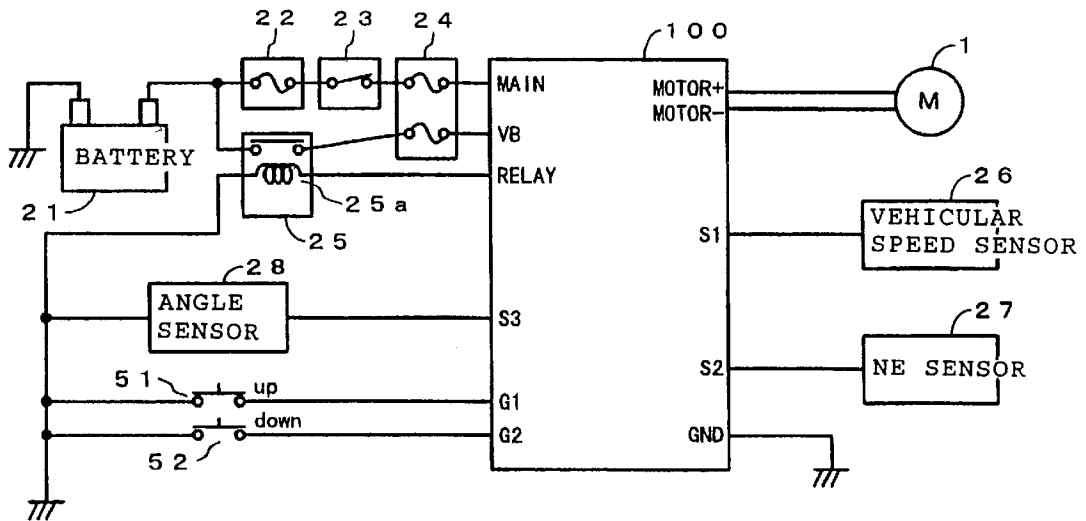 22
23
24
100
1
MAIN
MOTOR+
MOTOR-
M
VB
BATTERY
RELAY
21
25a
25
26
VEHICULAR
SPEED SENSOR
S1
28
ANGLE
SENSOR
S3
27
NE SENSOR
S2
51
up
G1
down
G2
52
GND